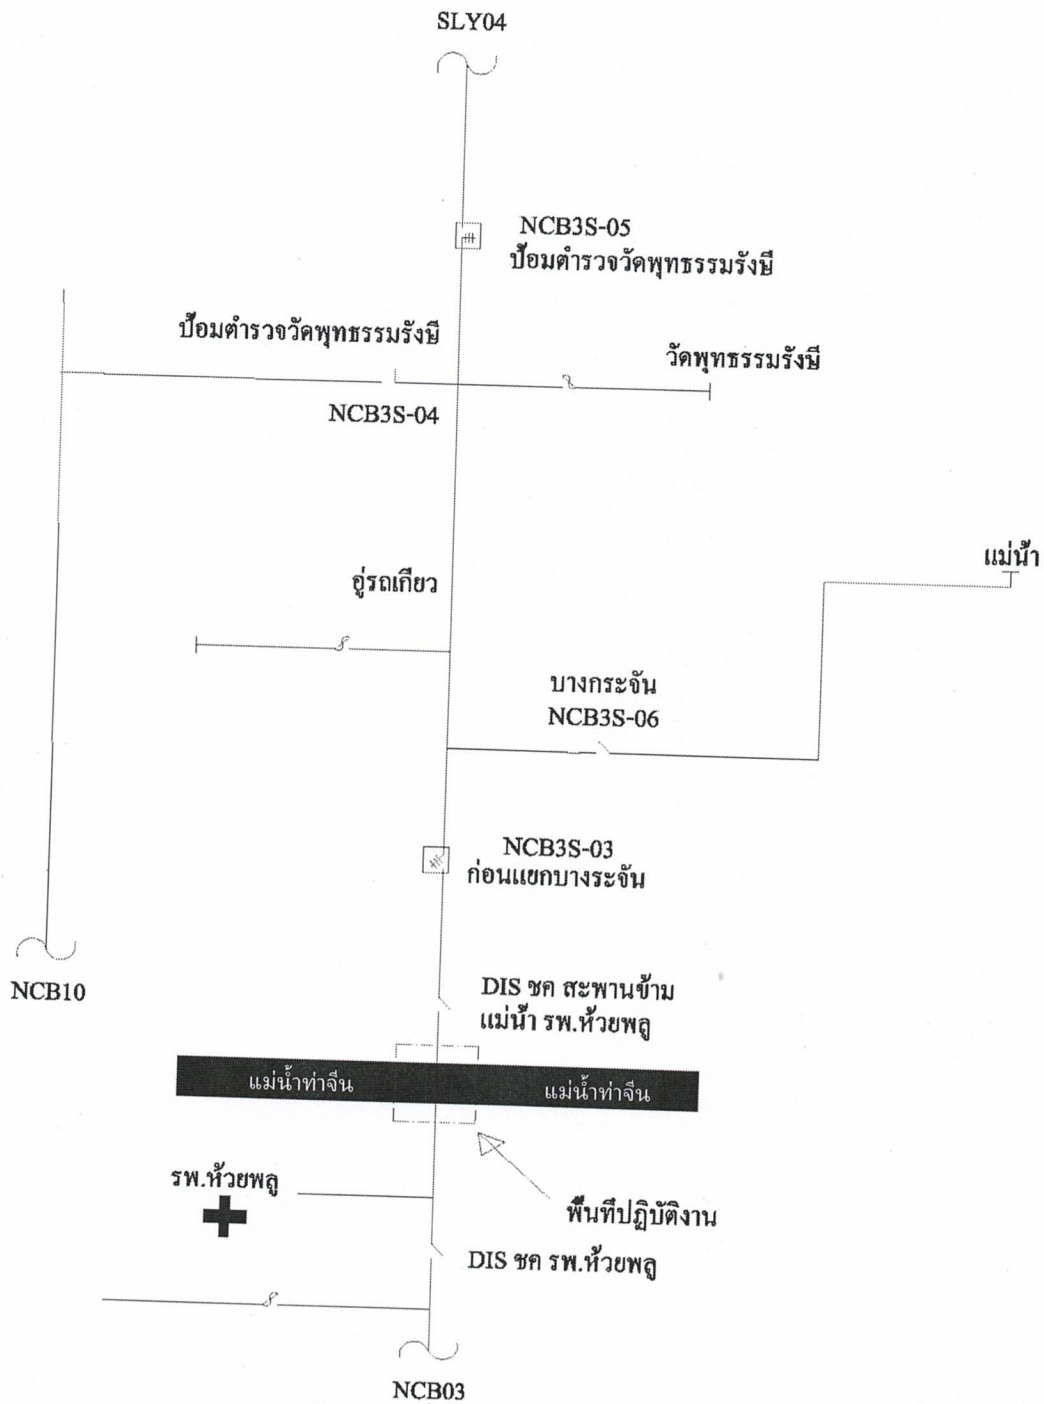 SLY04
NCB3S-05
ป้อมตำรวจวัดพุทธธรรมรังษี
ป้อมตำรวจวัดพุทธธรรมรังษี
วัดพุทธธรรมรังษี
NCB3S-04
แม่น้ำ
อู่รถเกียว
บางกระจัน
NCB3S-06
NCB3S-03
ก่อนแยกบางระจัน
NCB10
DIS ชค สะพานข้าม
แม่น้ำ รพ.ห้วยพลู
แม่น้ำท่าจีน
แม่น้ำท่าจีน
รพ.ห้วยพลู
พื้นที่ปฏิบัติงาน
DIS ชค รพ.ห้วยพลู
NCB03